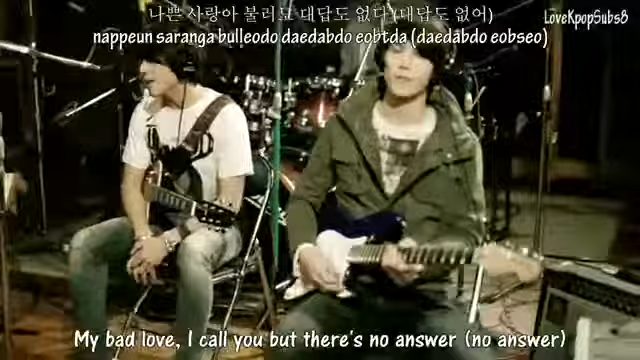 나쁜 사랑아 불러도 대답도 없다 (대답도 없어)
LoveKpopSubs8
nappeun saranga bulleodo daedabdo eobtda (daedabdo eobseo)
My bad love, I call you but there's no answer (no answer)